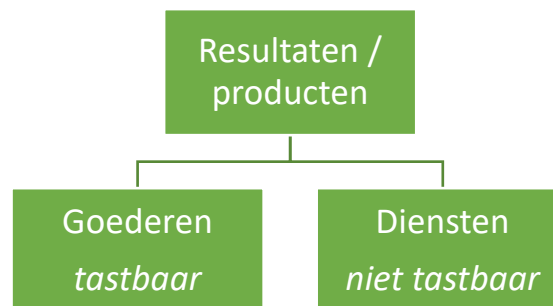 Resultaten /
producten
Goederen
tastbaar
Diensten
niet tastbaar